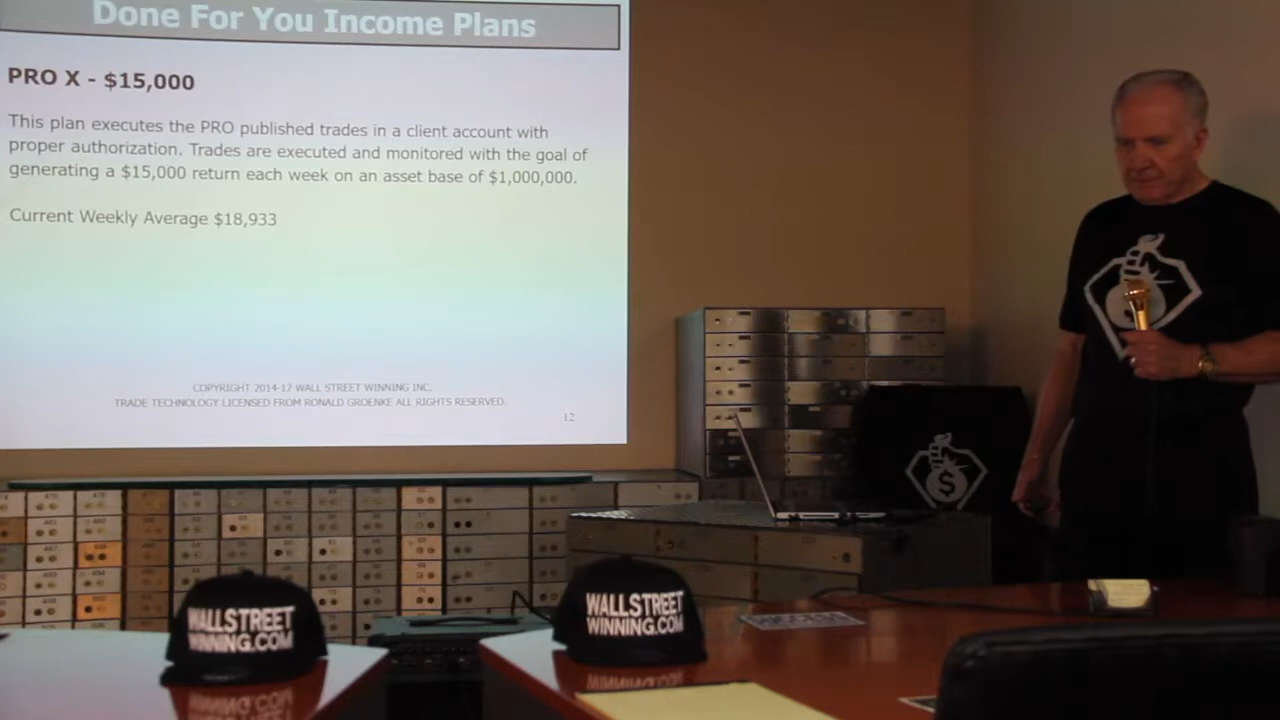 Done For You Income Plans
PRO X - $15,000
This plan executes the PRO published trades in a client account with
proper authorization. Trades are executed and monitored with the goal of
generating a $15,000 return each week on an asset base of $1,000,000.
Current Weekly Average $18,933
COPYRIGHT 2014-17 WALL STREET WINNING INC.
TRADE TECHNOLOGY LICENSED FROM RONALD GROENKE ALL RIGHTS RESERVED.
12
$
WALLSTREET
WINNING.COM
WALLSTREET
WINNING.COM